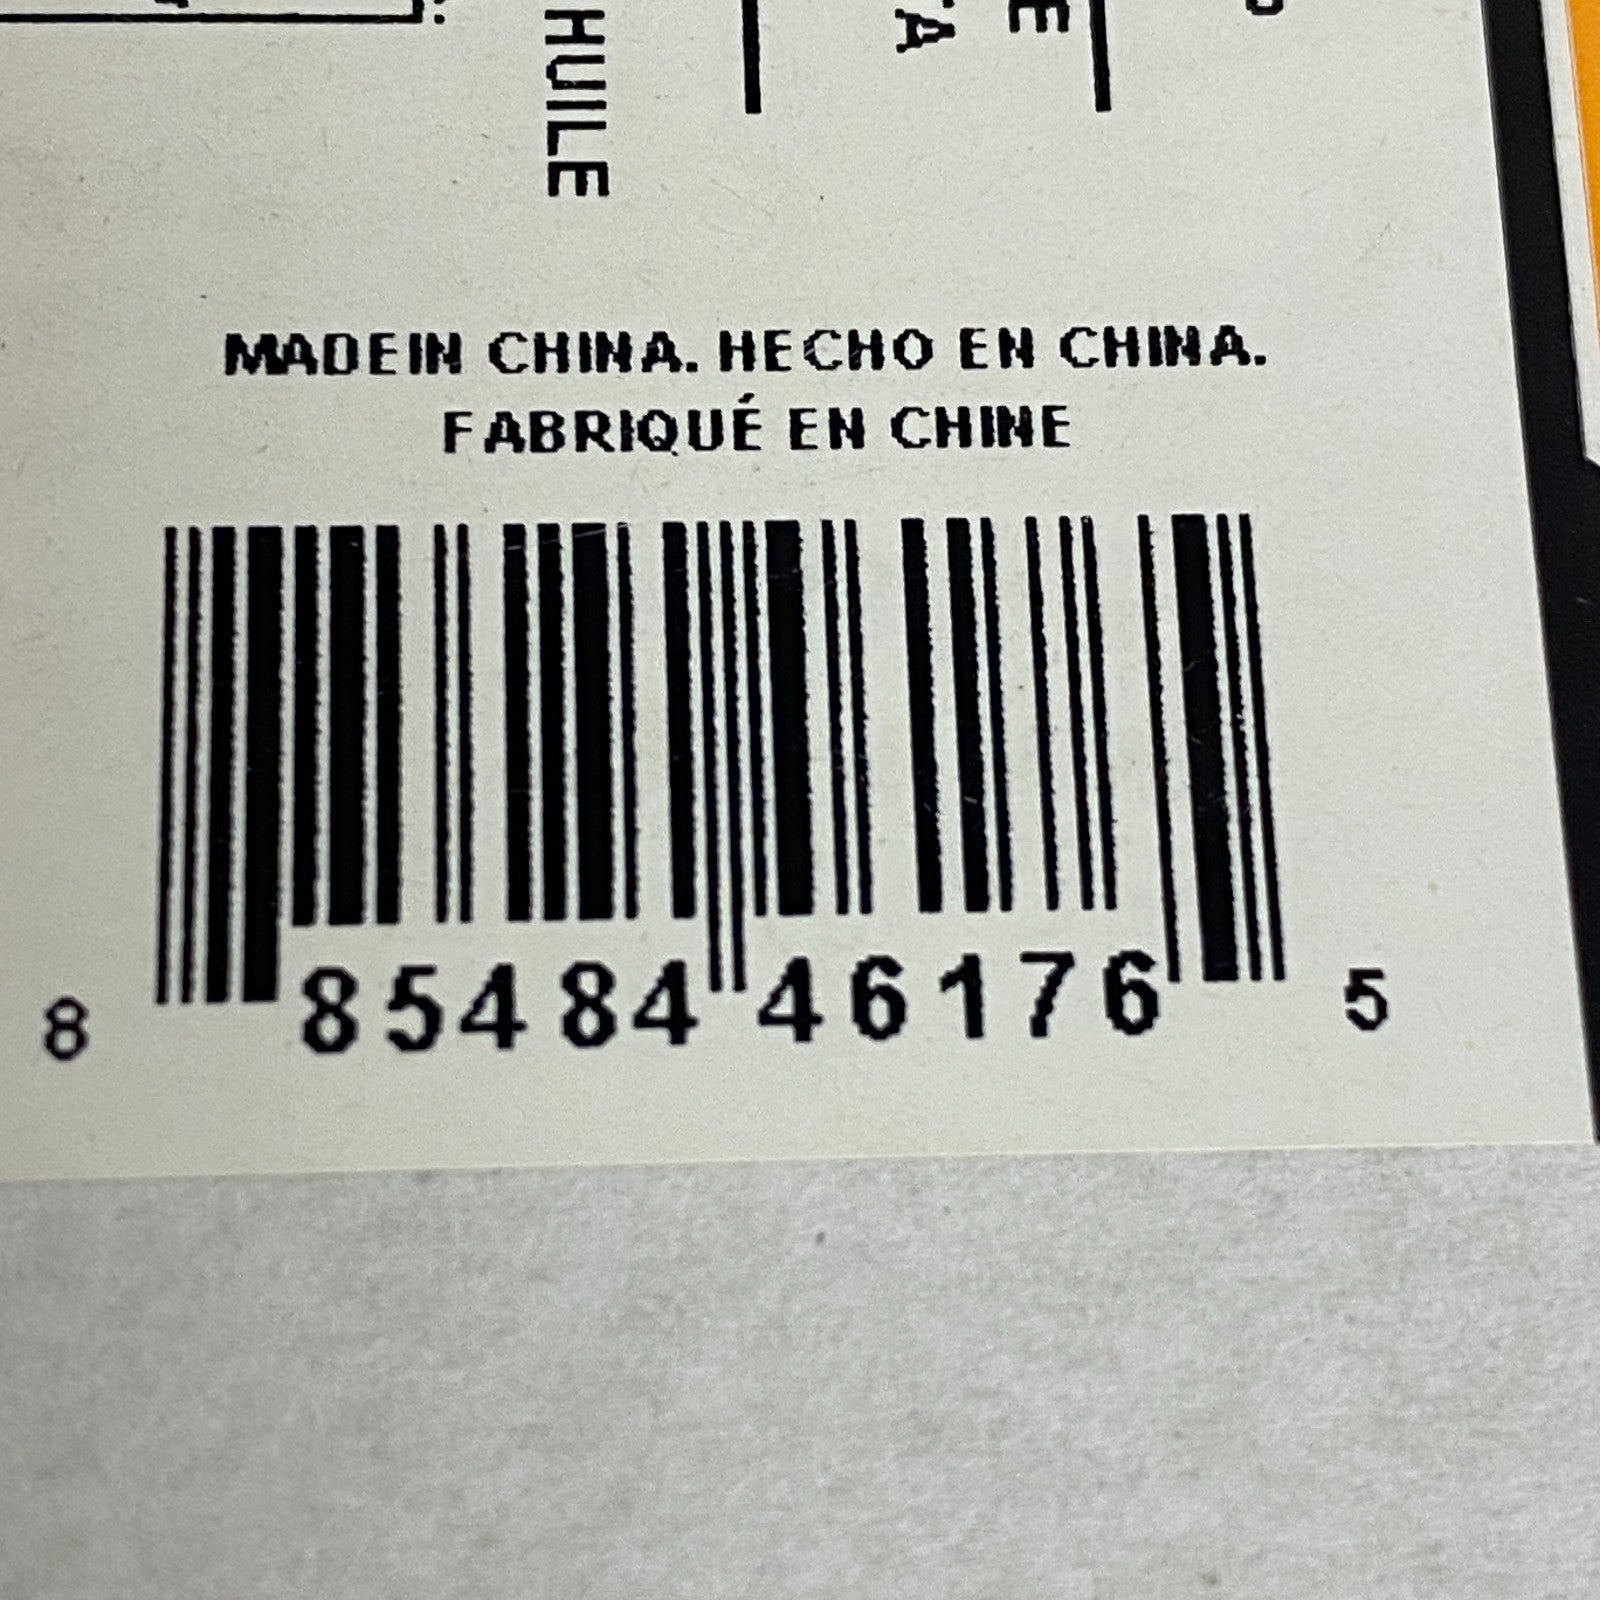 HUILE
MADEIN CHINA. HECHO EN CHINA.
FABRIQUÉ EN CHINE
8 85484 46176 5